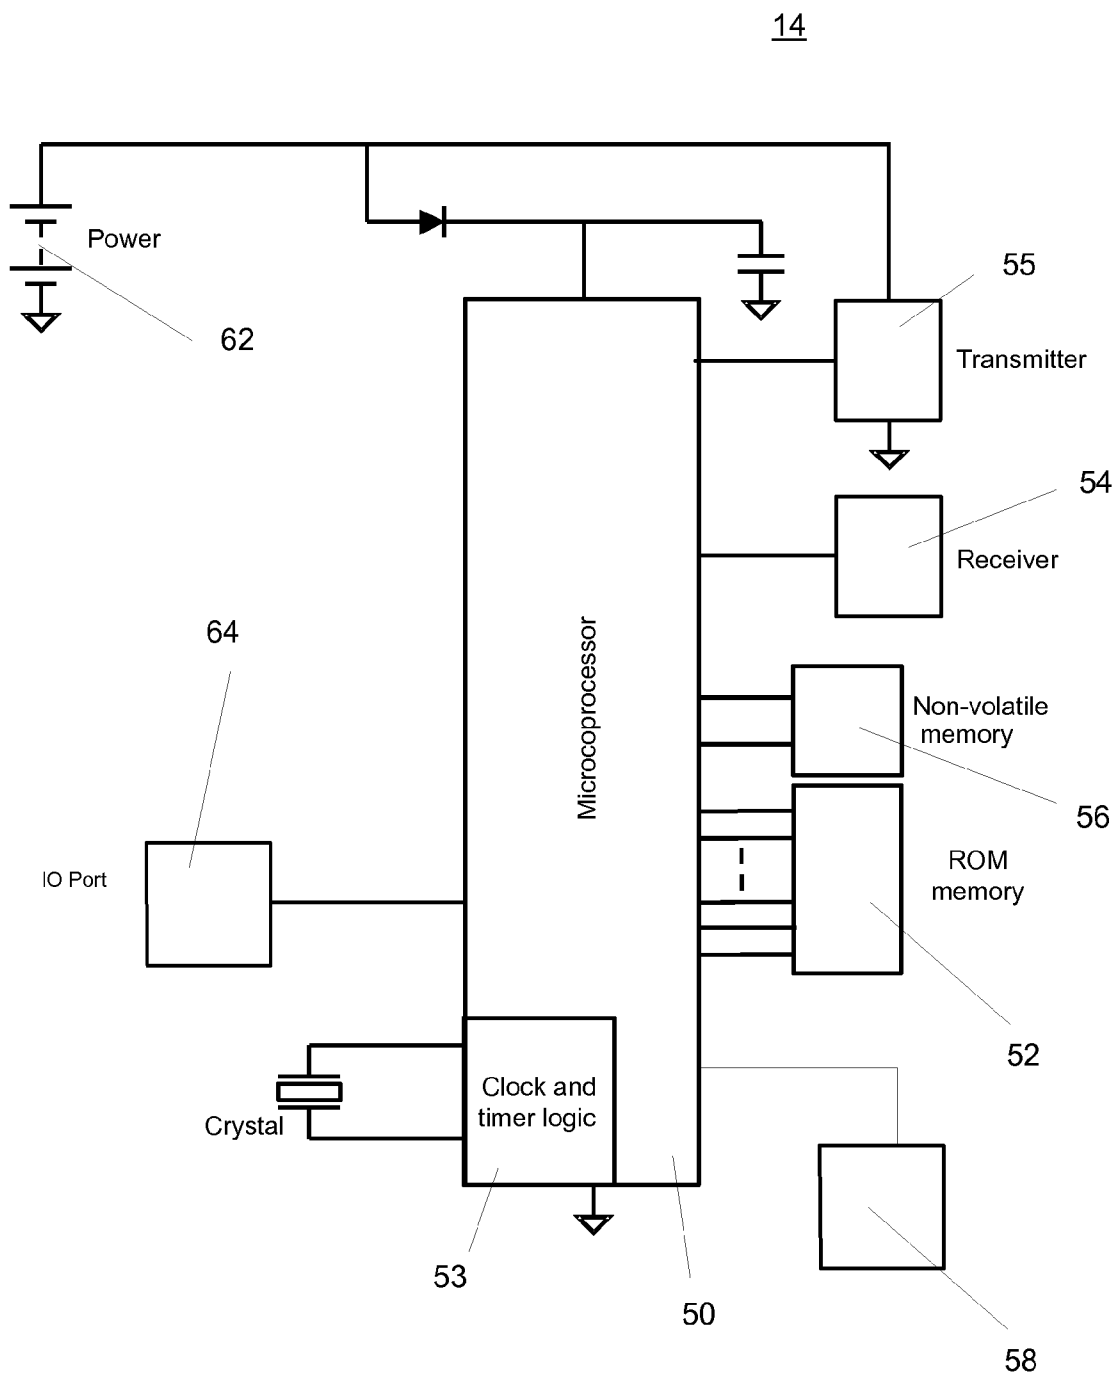 14
Power
62
55
Transmitter
54
Receiver
64
Microcoprocessor
Non-volatile
memory
56
IO Port
ROM
memory
52
Crystal
Clock and
timer logic
53
50
58